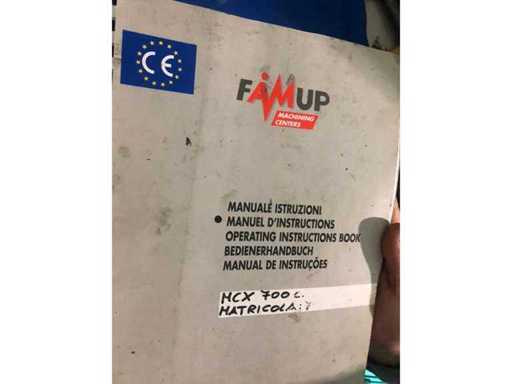 CE
FAMUP
MACHINING
CENTERS
MANUALE ISTRUZIONI
• MANUEL D'INSTRUCTIONS
OPERATING INSTRUCTIONS BOOK
BEDIENERHANDBUCH
MANUAL DE INSTRUÇÕES
MCX 700
MATRICOLA: